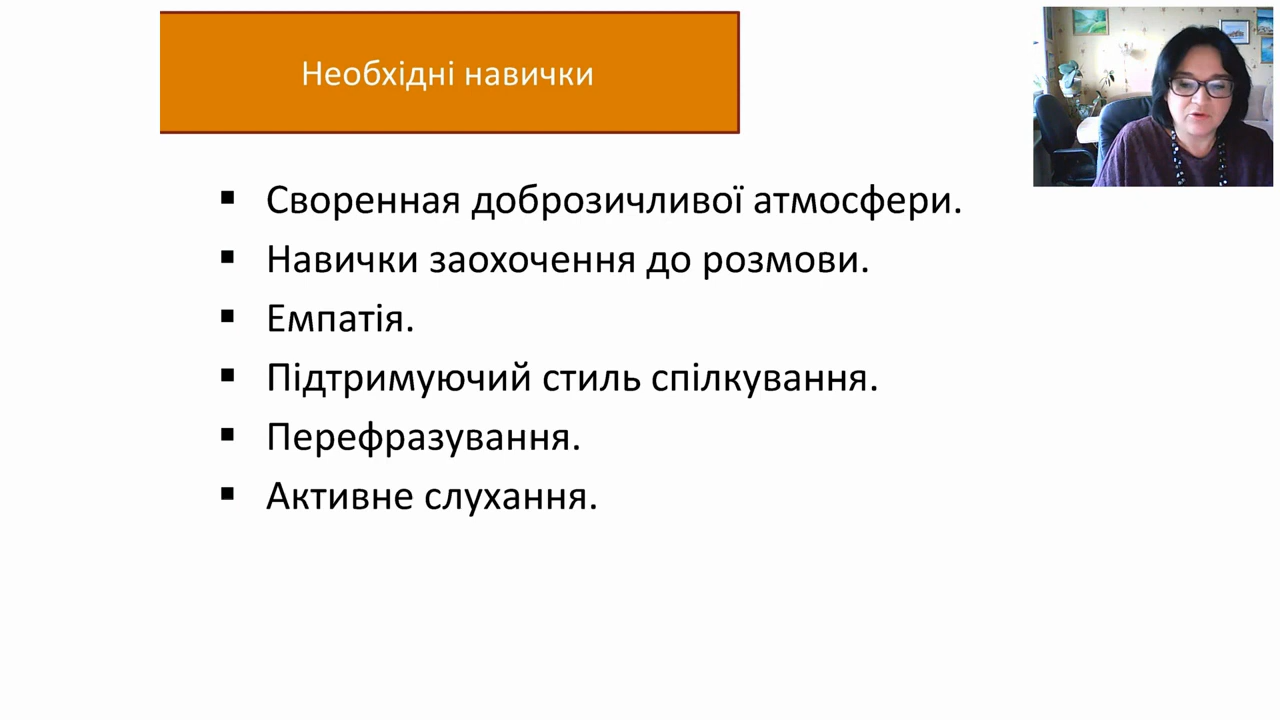 Необхідні навички
▪ Своренная доброзичливої атмосфери.
▪ Навички заохочення до розмови.
▪ Емпатія.
▪ Підтримуючий стиль спілкування.
▪ Перефразування.
▪ Активне слухання.